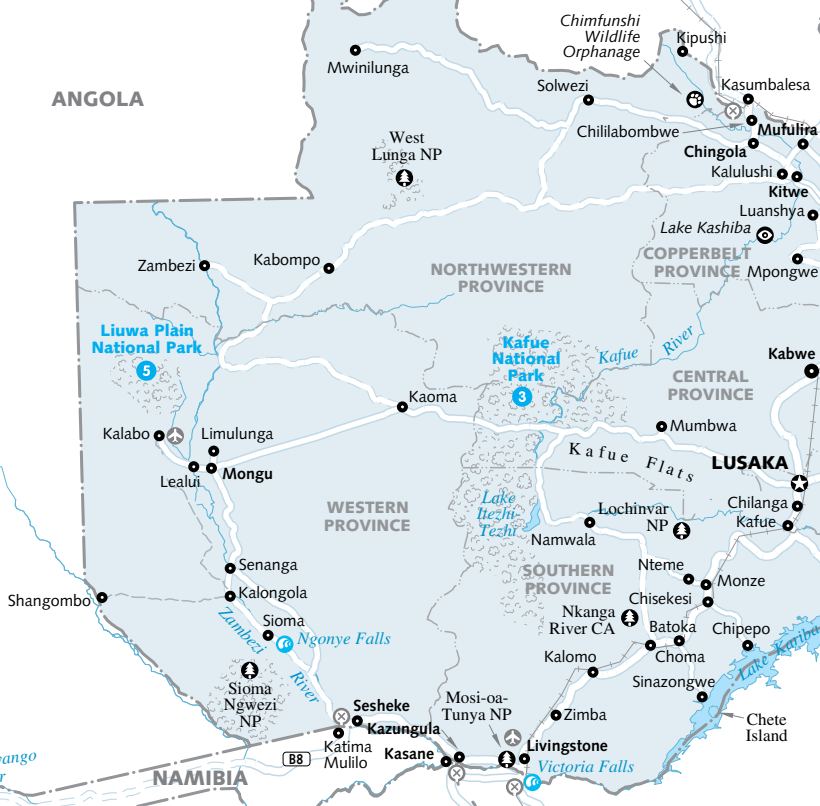 Chimfunshi
Wildlife
Orphanage
Kipushi
Mwinilunga
Solwezi
Kasumbalesa
ANGOLA
Chililabombwe
Mufulira
West
Lunga NP
Chingola
Kalulushi
Kitwe
Luanshya
Lake Kashiba
Zambezi
Kabompo
NORTHWESTERN
PROVINCE
COPPERBELT
PROVINCE
Mpongwe
Liuwa Plain
National Park
5
Kafue
National
Park
3
Kafue
River
Kabwe
CENTRAL
PROVINCE
Kaoma
Mumbwa
Kalabo
Limulunga
Kafue Flats
LUSAKA
Lealui
Mongu
WESTERN
PROVINCE
Lake
Itezhi-
Tezhi
Lochinvar
NP
Chilanga
Kafue
Namwala
Senanga
SOUTHERN
PROVINCE
Nteme
Monze
Shangombo
Kalongola
Chisekesi
Zambezi
River
Sioma
Ngonye Falls
Nkanga
River CA
Batoka
Chipepo
Choma
Kalomo
Lake Kariba
Sioma
Ngwezi
NP
Sinazongwe
Sesheke
Mosi-oa-
Tunya NP
Zimba
Chete
Island
Katima
Mulilo
Kazungula
B8
Kasane
Livingstone
Victoria Falls
NAMIBIA